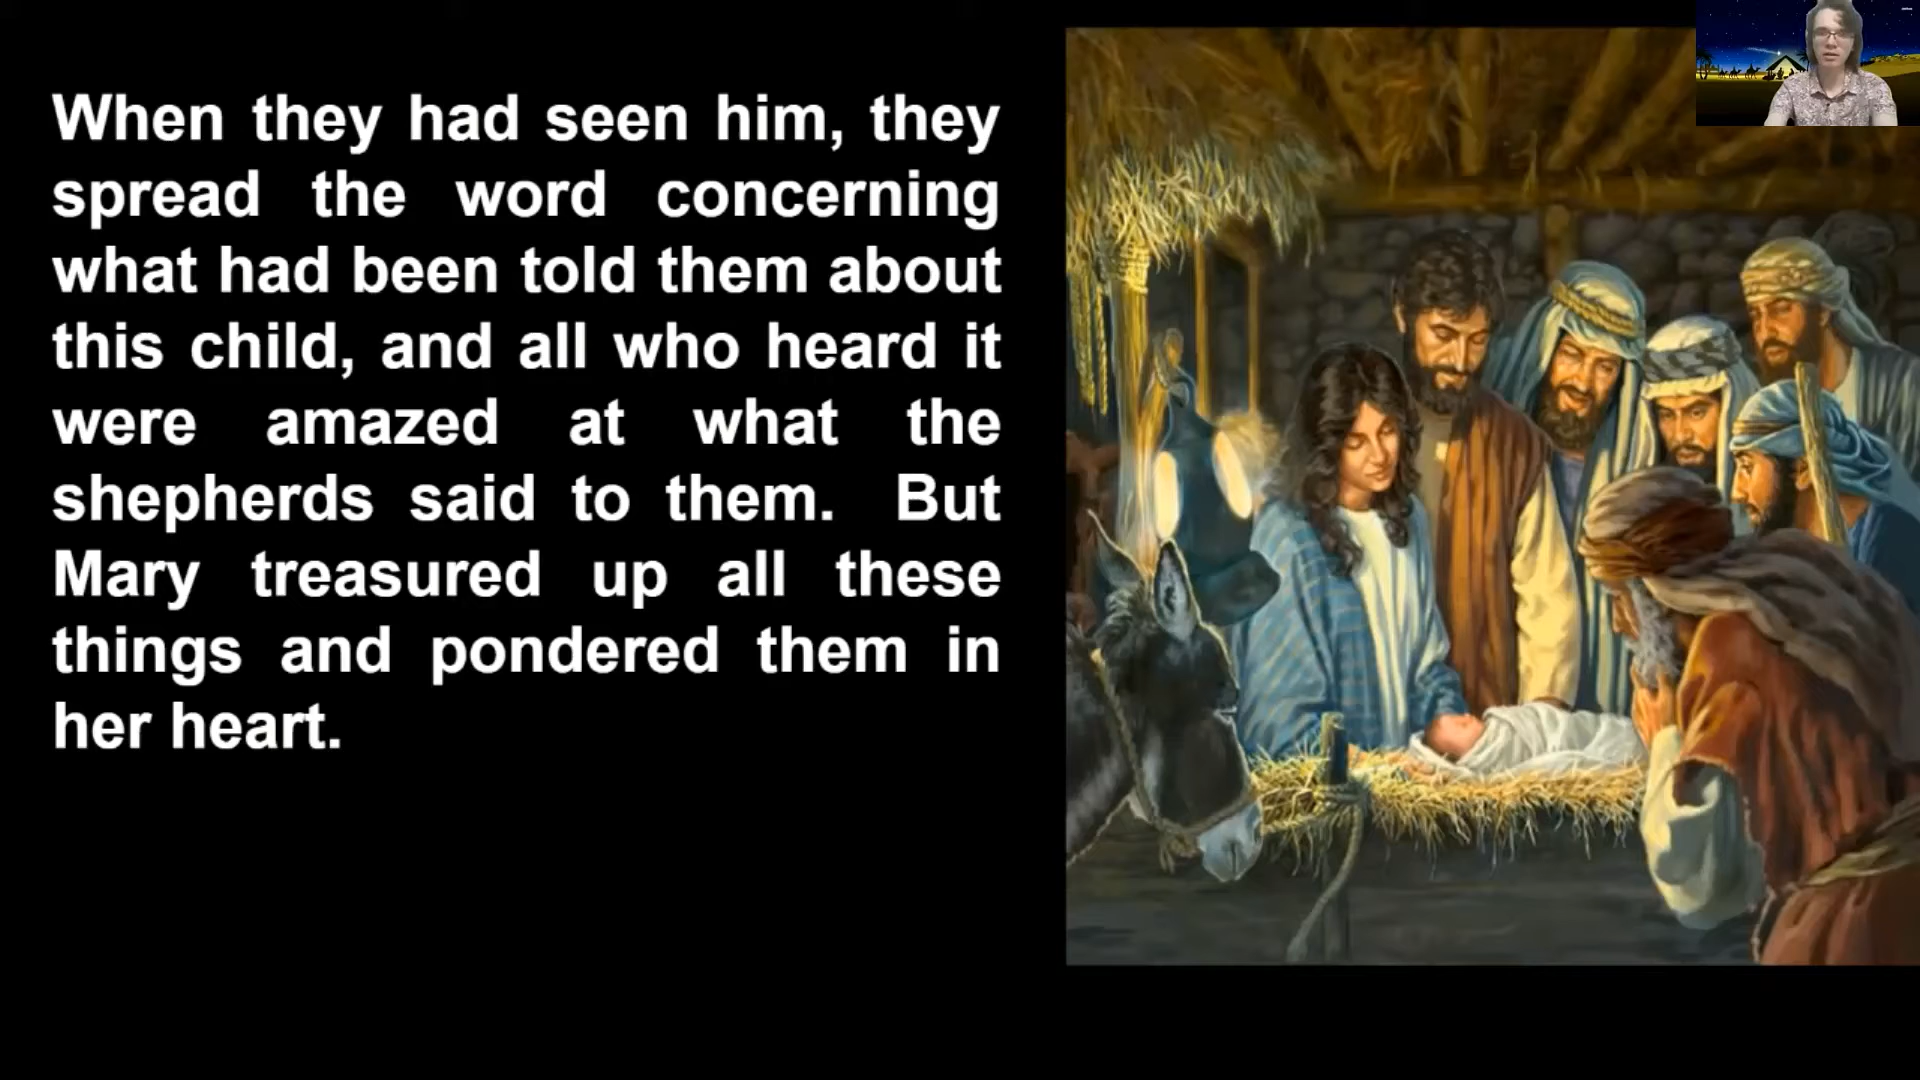 When they had seen him, they
spread the word concerning
what had been told them about
this child, and all who heard it
were amazed at what the
shepherds said to them. But
Mary treasured up all these
things and pondered them in
her heart.